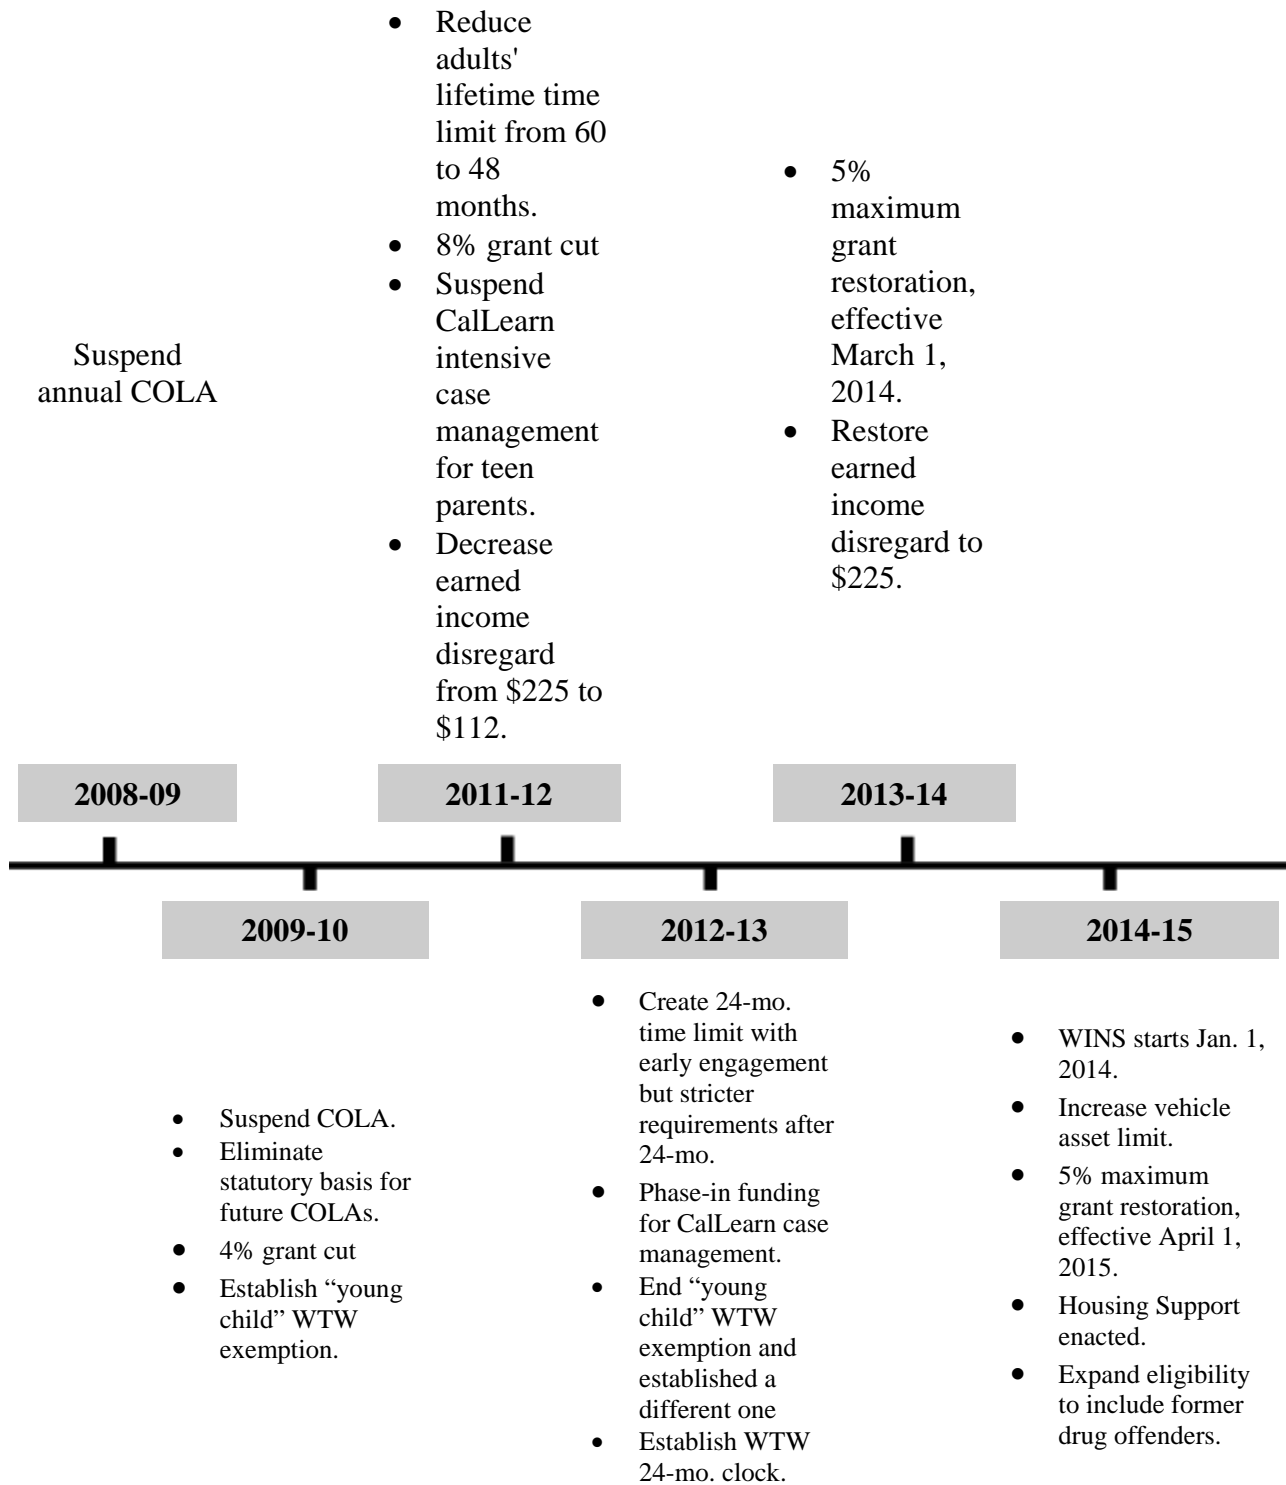 Suspend
annual COLA
• Reduce
adults'
lifetime time
limit from 60
to 48
months.
• 8% grant cut
• Suspend
CalLearn
intensive
case
management
for teen
parents.
• Decrease
earned
income
disregard
from $225 to
$112.
• 5%
maximum
grant
restoration,
effective
March 1,
2014.
• Restore
earned
income
disregard to
$225.
2008-09
2011-12
2013-14
2009-10
2012-13
2014-15
• Suspend COLA.
• Eliminate
statutory basis for
future COLAs.
• 4% grant cut
• Establish “young
child” WTW
exemption.
• Create 24-mo.
time limit with
early engagement
but stricter
requirements after
24-mo.
• Phase-in funding
for CalLearn case
management.
• End “young
child” WTW
exemption and
established a
different one
• Establish WTW
24-mo. clock.
• WINS starts Jan. 1,
2014.
• Increase vehicle
asset limit.
• 5% maximum
grant restoration,
effective April 1,
2015.
• Housing Support
enacted.
• Expand eligibility
to include former
drug offenders.